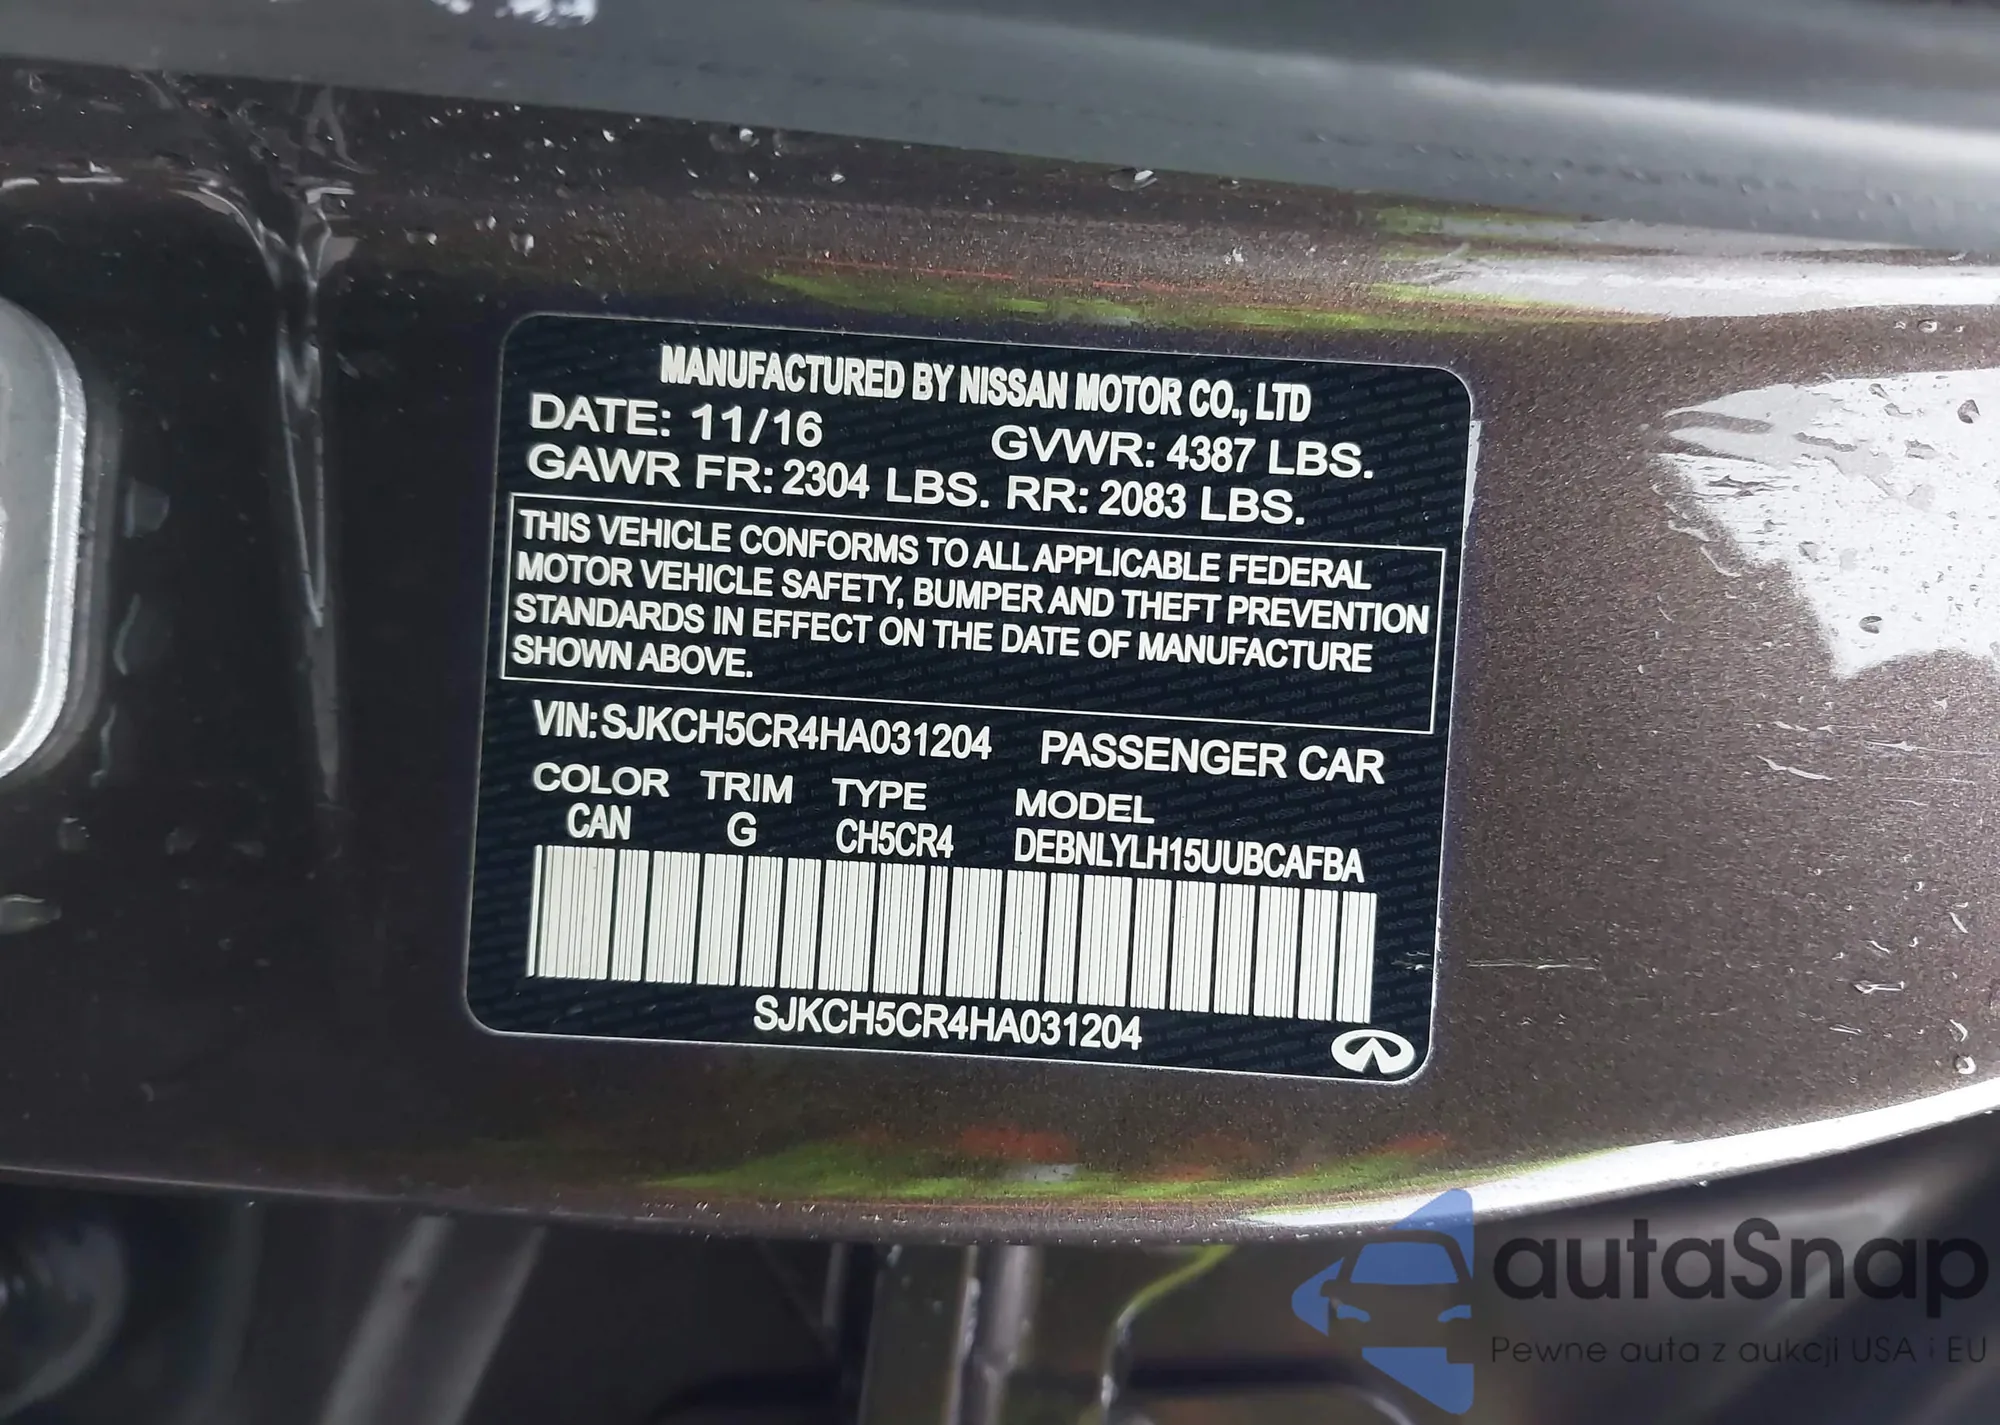 MANUFACTURED BY NISSAN MOTOR CO., LTD
DATE: 11/16 GVWR: 4387 LBS.
GAWR FR: 2304 LBS. RR: 2083 LBS.
THIS VEHICLE CONFORMS TO ALL APPLICABLE FEDERAL
MOTOR VEHICLE SAFETY, BUMPER AND THEFT PREVENTION
STANDARDS IN EFFECT ON THE DATE OF MANUFACTURE
SHOWN ABOVE.
VIN: SJKCH5CR4HA031204 PASSENGER CAR
COLOR TRIM TYPE MODEL
CAN G CH5CR4 DEBNLYLH15UUBCAFBA
SJKCH5CR4HA031204
autaSnap
Pewne auta z aukcji USA i EU